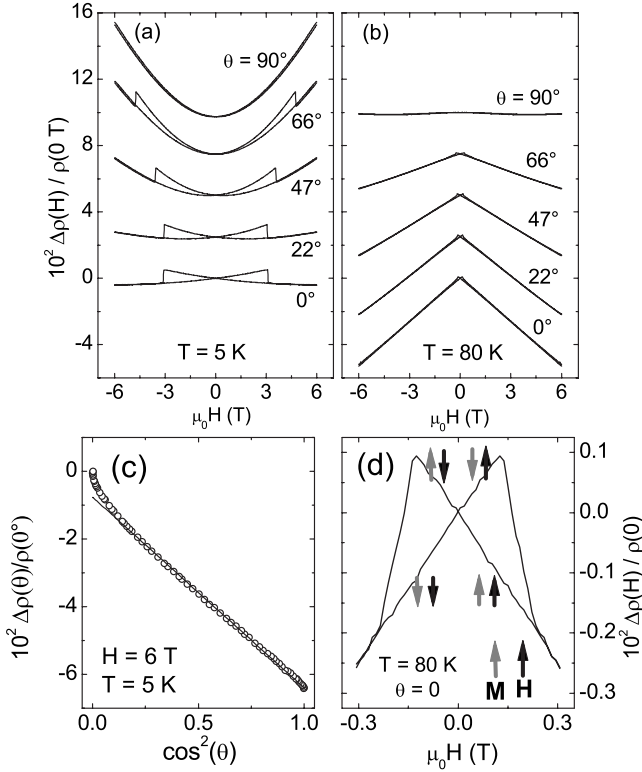 (a)
θ = 90°
66°
47°
22°
0°
T = 5 K
16
12
8
4
0
-4
10² Δρ(H) / ρ(0 T)
-6 -3 0 3 6
μ₀H (T)
(b)
θ = 90°
66°
47°
22°
0°
T = 80 K
-6 -3 0 3 6
μ₀H (T)
(c)
0
-2
-4
-6
10² Δρ(θ)/ρ(0°)
H = 6 T
T = 5 K
0.0 0.5 1.0
cos²(θ)
(d)
0.1
0.0
-0.1
-0.2
-0.3
10² Δρ(H) / ρ(0)
T = 80 K
θ = 0
M H
-0.3 0.0 0.3
μ₀H (T)